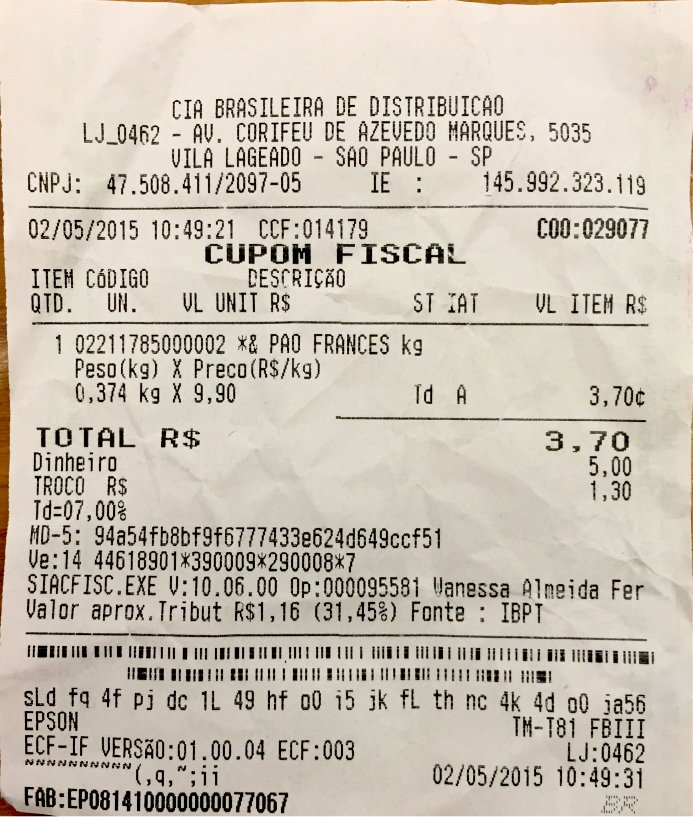 CIA BRASILEIRA DE DISTRIBUICAO
LJ_0462 - AV. CORIFEU DE AZEVEDO MARQUES, 5035
VILA LAGEADO - SAO PAULO - SP
CNPJ: 47.508.411/2097-05 IE : 145.992.323.119
02/05/2015 10:49:21 CCF:014179 COO:029077
CUPOM FISCAL
ITEM CóDIGO DESCRIÇÃO
QTD. UN. VL UNIT R$ ST IAT VL ITEM R$
1 02211785000002 *& PAO FRANCES kg
Peso(kg) X Preco(R$/kg)
0,374 kg X 9,90 Td A 3,70¢
TOTAL R$ 3,70
Dinheiro 5,00
TROCO R$ 1,30
Td=07,00%
MD-5: 94a54fb8bf9f6777433e624d649ccf51
Ve:14 44618901*390009*290008*7
SIACFISC.EXE V:10.06.00 Op:000095581 Wanessa Almeida Fer
Valor aprox.Tribut R$1,16 (31,45%) Fonte : IBPT
sLd fq 4f pj dc 1L 49 hf o0 i5 jk fL th nc 4k 4d o0 ja56
EPSON TM-T81 FBIII
ECF-IF VERSãO:01.00.04 ECF:003 LJ:0462
~~~~~~~~~~(,q,~;ii 02/05/2015 10:49:31
FAB:EP081410000000077067 BR